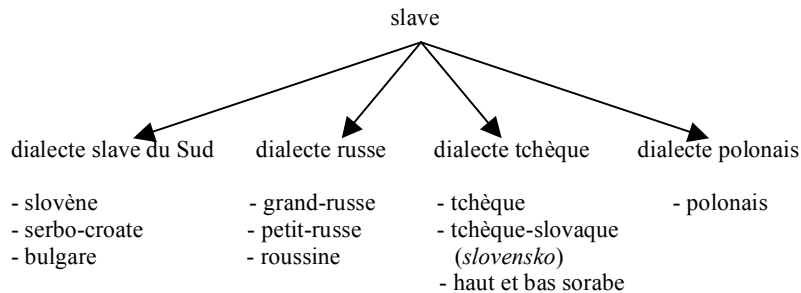 slave
dialecte slave du Sud
dialecte russe
dialecte tchèque
dialecte polonais
- slovène
- serbo-croate
- bulgare
- grand-russe
- petit-russe
- roussine
- tchèque
- tchèque-slovaque
(slovensko)
- haut et bas sorabe
- polonais